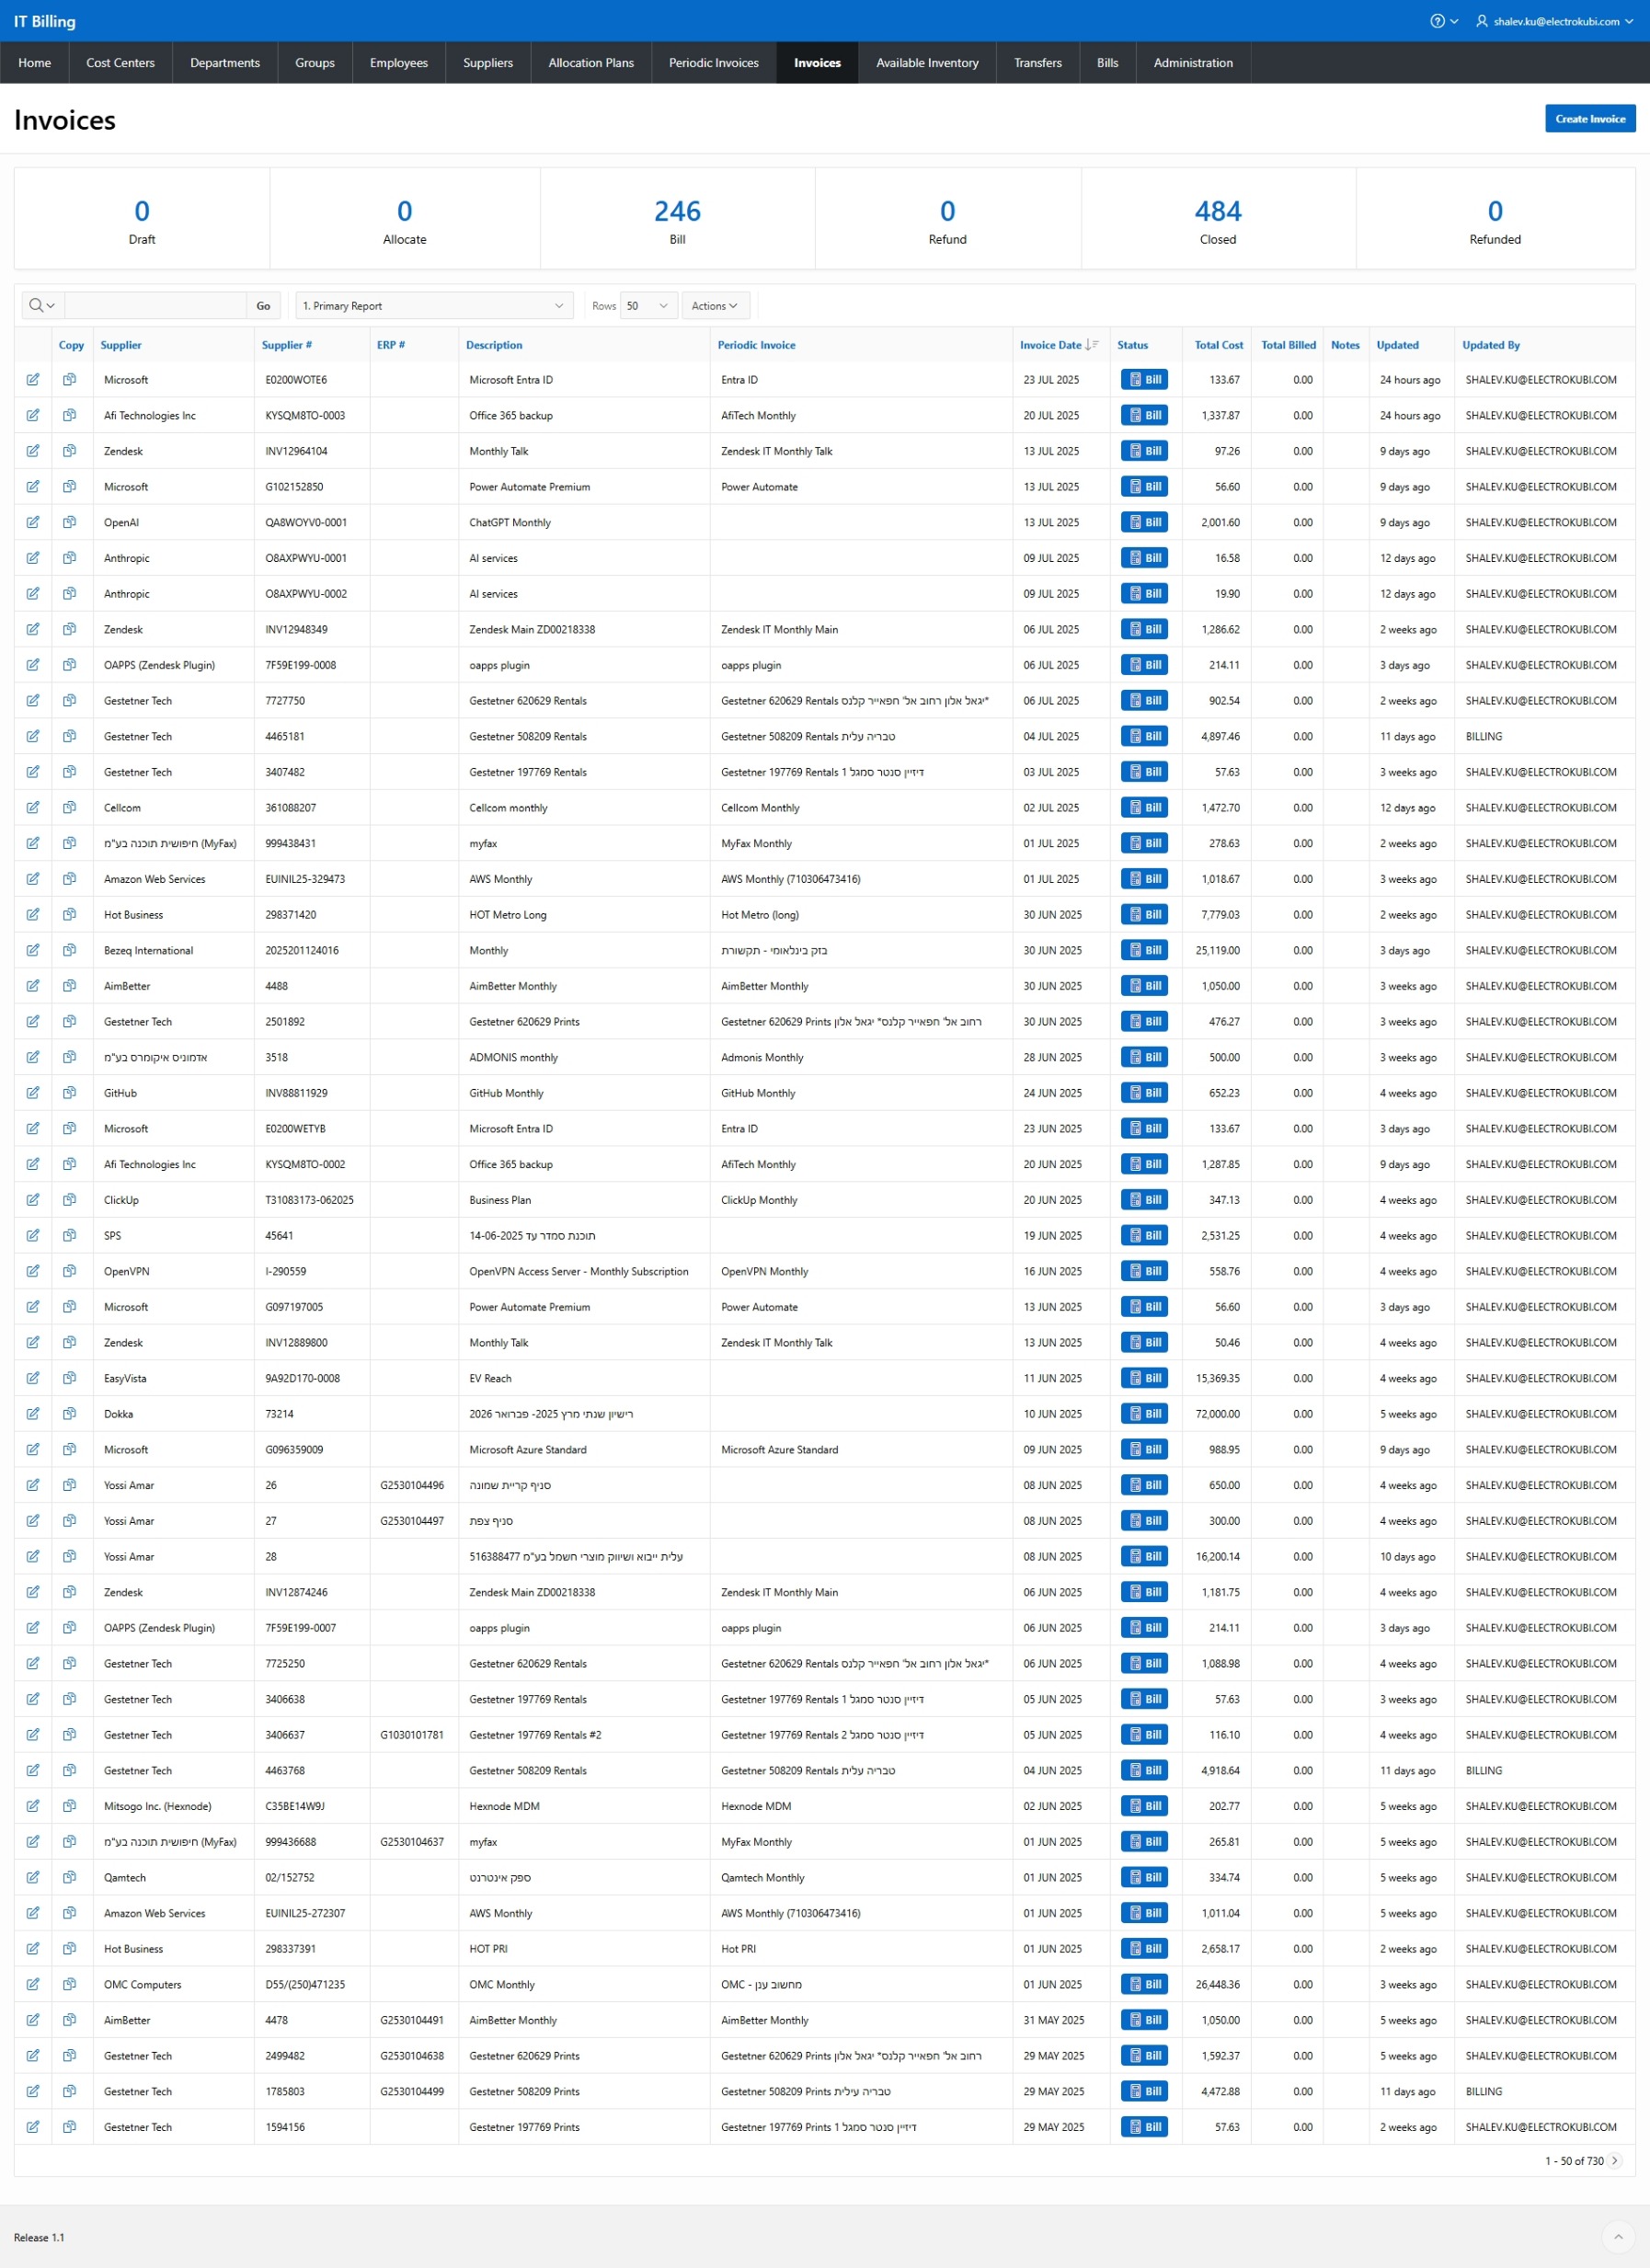 IT Billing
shalev.ku@electrokubi.com
Home Cost Centers Departments Groups Employees Suppliers Allocation Plans Periodic Invoices Invoices Available Inventory Transfers Bills Administration
Invoices
Create Invoice
0 0 246 0 484 0
Draft Allocate Bill Refund Closed Refunded
Go 1. Primary Report Rows 50 Actions
Copy Supplier Supplier # ERP # Description Periodic Invoice Invoice Date Status Total Cost Total Billed Notes Updated Updated By
Microsoft E0200WOTE6 Microsoft Entra ID Entra ID 23 JUL 2025 Bill 133.67 0.00 24 hours ago SHALEV.KU@ELECTROKUBI.COM
Afi Technologies Inc KYSQM8TO-0003 Office 365 backup AfiTech Monthly 20 JUL 2025 Bill 1,337.87 0.00 24 hours ago SHALEV.KU@ELECTROKUBI.COM
Zendesk INV12964104 Monthly Talk Zendesk IT Monthly Talk 13 JUL 2025 Bill 97.26 0.00 9 days ago SHALEV.KU@ELECTROKUBI.COM
Microsoft G102152850 Power Automate Premium Power Automate 13 JUL 2025 Bill 56.60 0.00 9 days ago SHALEV.KU@ELECTROKUBI.COM
OpenAI QA8WOYV0-0001 ChatGPT Monthly 13 JUL 2025 Bill 2,001.60 0.00 9 days ago SHALEV.KU@ELECTROKUBI.COM
Anthropic O8AXPWYU-0001 AI services 09 JUL 2025 Bill 16.58 0.00 12 days ago SHALEV.KU@ELECTROKUBI.COM
Anthropic O8AXPWYU-0002 AI services 09 JUL 2025 Bill 19.90 0.00 12 days ago SHALEV.KU@ELECTROKUBI.COM
Zendesk INV12948349 Zendesk Main ZD00218338 Zendesk IT Monthly Main 06 JUL 2025 Bill 1,286.62 0.00 2 weeks ago SHALEV.KU@ELECTROKUBI.COM
OAPPS (Zendesk Plugin) 7F59E199-0008 oapps plugin oapps plugin 06 JUL 2025 Bill 214.11 0.00 3 days ago SHALEV.KU@ELECTROKUBI.COM
Gestetner Tech 7727750 Gestetner 620629 Rentals Gestetner 620629 Rentals יגאל אלון רחוב אל' חפאייר קלנס* 06 JUL 2025 Bill 902.54 0.00 2 weeks ago SHALEV.KU@ELECTROKUBI.COM
Gestetner Tech 4465181 Gestetner 508209 Rentals Gestetner 508209 Rentals טבריה עלית 04 JUL 2025 Bill 4,897.46 0.00 11 days ago BILLING
Gestetner Tech 3407482 Gestetner 197769 Rentals Gestetner 197769 Rentals 1 דיזיין סנטר סמגל 03 JUL 2025 Bill 57.63 0.00 3 weeks ago SHALEV.KU@ELECTROKUBI.COM
Cellcom 361088207 Cellcom monthly Cellcom Monthly 02 JUL 2025 Bill 1,472.70 0.00 12 days ago SHALEV.KU@ELECTROKUBI.COM
חיפושית תוכנה בע"מ (MyFax) 999438431 myfax MyFax Monthly 01 JUL 2025 Bill 278.63 0.00 2 weeks ago SHALEV.KU@ELECTROKUBI.COM
Amazon Web Services EUINIL25-329473 AWS Monthly AWS Monthly (710306473416) 01 JUL 2025 Bill 1,018.67 0.00 3 weeks ago SHALEV.KU@ELECTROKUBI.COM
Hot Business 298371420 HOT Metro Long Hot Metro (long) 30 JUN 2025 Bill 7,779.03 0.00 2 weeks ago SHALEV.KU@ELECTROKUBI.COM
Bezeq International 2025201124016 Monthly בזק בינלאומי - תקשורת 30 JUN 2025 Bill 25,119.00 0.00 3 days ago SHALEV.KU@ELECTROKUBI.COM
AimBetter 4488 AimBetter Monthly AimBetter Monthly 30 JUN 2025 Bill 1,050.00 0.00 3 weeks ago SHALEV.KU@ELECTROKUBI.COM
Gestetner Tech 2501892 Gestetner 620629 Prints Gestetner 620629 Prints רחוב אל' חפאייר קלנס* יגאל אלון 30 JUN 2025 Bill 476.27 0.00 3 weeks ago SHALEV.KU@ELECTROKUBI.COM
אדמוניס איקומרס בע"מ 3518 ADMONIS monthly Admonis Monthly 28 JUN 2025 Bill 500.00 0.00 3 weeks ago SHALEV.KU@ELECTROKUBI.COM
GitHub INV88811929 GitHub Monthly GitHub Monthly 24 JUN 2025 Bill 652.23 0.00 4 weeks ago SHALEV.KU@ELECTROKUBI.COM
Microsoft E0200WETYB Microsoft Entra ID Entra ID 23 JUN 2025 Bill 133.67 0.00 3 days ago SHALEV.KU@ELECTROKUBI.COM
Afi Technologies Inc KYSQM8TO-0002 Office 365 backup AfiTech Monthly 20 JUN 2025 Bill 1,287.85 0.00 9 days ago SHALEV.KU@ELECTROKUBI.COM
ClickUp T31083173-062025 Business Plan ClickUp Monthly 20 JUN 2025 Bill 347.13 0.00 4 weeks ago SHALEV.KU@ELECTROKUBI.COM
SPS 45641 תוכנת סמדר עד 14-06-2025 19 JUN 2025 Bill 2,531.25 0.00 4 weeks ago SHALEV.KU@ELECTROKUBI.COM
OpenVPN I-290559 OpenVPN Access Server - Monthly Subscription OpenVPN Monthly 16 JUN 2025 Bill 558.76 0.00 4 weeks ago SHALEV.KU@ELECTROKUBI.COM
Microsoft G097197005 Power Automate Premium Power Automate 13 JUN 2025 Bill 56.60 0.00 3 days ago SHALEV.KU@ELECTROKUBI.COM
Zendesk INV12889800 Monthly Talk Zendesk IT Monthly Talk 13 JUN 2025 Bill 50.46 0.00 4 weeks ago SHALEV.KU@ELECTROKUBI.COM
EasyVista 9A92D170-0008 EV Reach 11 JUN 2025 Bill 15,369.35 0.00 4 weeks ago SHALEV.KU@ELECTROKUBI.COM
Dokka 73214 רישיון שנתי מרץ 2025- פברואר 2026 10 JUN 2025 Bill 72,000.00 0.00 5 weeks ago SHALEV.KU@ELECTROKUBI.COM
Microsoft G096359009 Microsoft Azure Standard Microsoft Azure Standard 09 JUN 2025 Bill 988.95 0.00 9 days ago SHALEV.KU@ELECTROKUBI.COM
Yossi Amar 26 G2530104496 סניף קריית שמונה 08 JUN 2025 Bill 650.00 0.00 4 weeks ago SHALEV.KU@ELECTROKUBI.COM
Yossi Amar 27 G2530104497 סניף צפת 08 JUN 2025 Bill 300.00 0.00 4 weeks ago SHALEV.KU@ELECTROKUBI.COM
Yossi Amar 28 עלית ייבוא ושיווק מוצרי חשמל בע"מ 516388477 08 JUN 2025 Bill 16,200.14 0.00 10 days ago SHALEV.KU@ELECTROKUBI.COM
Zendesk INV12874246 Zendesk Main ZD00218338 Zendesk IT Monthly Main 06 JUN 2025 Bill 1,181.75 0.00 4 weeks ago SHALEV.KU@ELECTROKUBI.COM
OAPPS (Zendesk Plugin) 7F59E199-0007 oapps plugin oapps plugin 06 JUN 2025 Bill 214.11 0.00 3 days ago SHALEV.KU@ELECTROKUBI.COM
Gestetner Tech 7725250 Gestetner 620629 Rentals Gestetner 620629 Rentals יגאל אלון רחוב אל' חפאייר קלנס* 06 JUN 2025 Bill 1,088.98 0.00 4 weeks ago SHALEV.KU@ELECTROKUBI.COM
Gestetner Tech 3406638 Gestetner 197769 Rentals Gestetner 197769 Rentals 1 דיזיין סנטר סמגל 05 JUN 2025 Bill 57.63 0.00 3 weeks ago SHALEV.KU@ELECTROKUBI.COM
Gestetner Tech 3406637 G1030101781 Gestetner 197769 Rentals #2 Gestetner 197769 Rentals 2 דיזיין סנטר סמגל 05 JUN 2025 Bill 116.10 0.00 4 weeks ago SHALEV.KU@ELECTROKUBI.COM
Gestetner Tech 4463768 Gestetner 508209 Rentals Gestetner 508209 Rentals טבריה עלית 04 JUN 2025 Bill 4,918.64 0.00 11 days ago BILLING
Mitsogo Inc. (Hexnode) C35BE14W9J Hexnode MDM Hexnode MDM 02 JUN 2025 Bill 202.77 0.00 5 weeks ago SHALEV.KU@ELECTROKUBI.COM
חיפושית תוכנה בע"מ (MyFax) 999436688 G2530104637 myfax MyFax Monthly 01 JUN 2025 Bill 265.81 0.00 5 weeks ago SHALEV.KU@ELECTROKUBI.COM
Qamtech 02/152752 ספק אינטרנט Qamtech Monthly 01 JUN 2025 Bill 334.74 0.00 5 weeks ago SHALEV.KU@ELECTROKUBI.COM
Amazon Web Services EUINIL25-272307 AWS Monthly AWS Monthly (710306473416) 01 JUN 2025 Bill 1,011.04 0.00 5 weeks ago SHALEV.KU@ELECTROKUBI.COM
Hot Business 298337391 HOT PRI Hot PRI 01 JUN 2025 Bill 2,658.17 0.00 2 weeks ago SHALEV.KU@ELECTROKUBI.COM
OMC Computers D55/(250)471235 OMC Monthly OMC - מחשוב ענן 01 JUN 2025 Bill 26,448.36 0.00 3 weeks ago SHALEV.KU@ELECTROKUBI.COM
AimBetter 4478 G2530104491 AimBetter Monthly AimBetter Monthly 31 MAY 2025 Bill 1,050.00 0.00 5 weeks ago SHALEV.KU@ELECTROKUBI.COM
Gestetner Tech 2499482 G2530104638 Gestetner 620629 Prints Gestetner 620629 Prints רחוב אל' חפאייר קלנס* יגאל אלון 29 MAY 2025 Bill 1,592.37 0.00 5 weeks ago SHALEV.KU@ELECTROKUBI.COM
Gestetner Tech 1785803 G2530104499 Gestetner 508209 Prints Gestetner 508209 Prints טבריה עילית 29 MAY 2025 Bill 4,472.88 0.00 11 days ago BILLING
Gestetner Tech 1594156 Gestetner 197769 Prints Gestetner 197769 Prints 1 דיזיין סנטר סמגל 29 MAY 2025 Bill 57.63 0.00 2 weeks ago SHALEV.KU@ELECTROKUBI.COM
1 - 50 of 730
Release 1.1